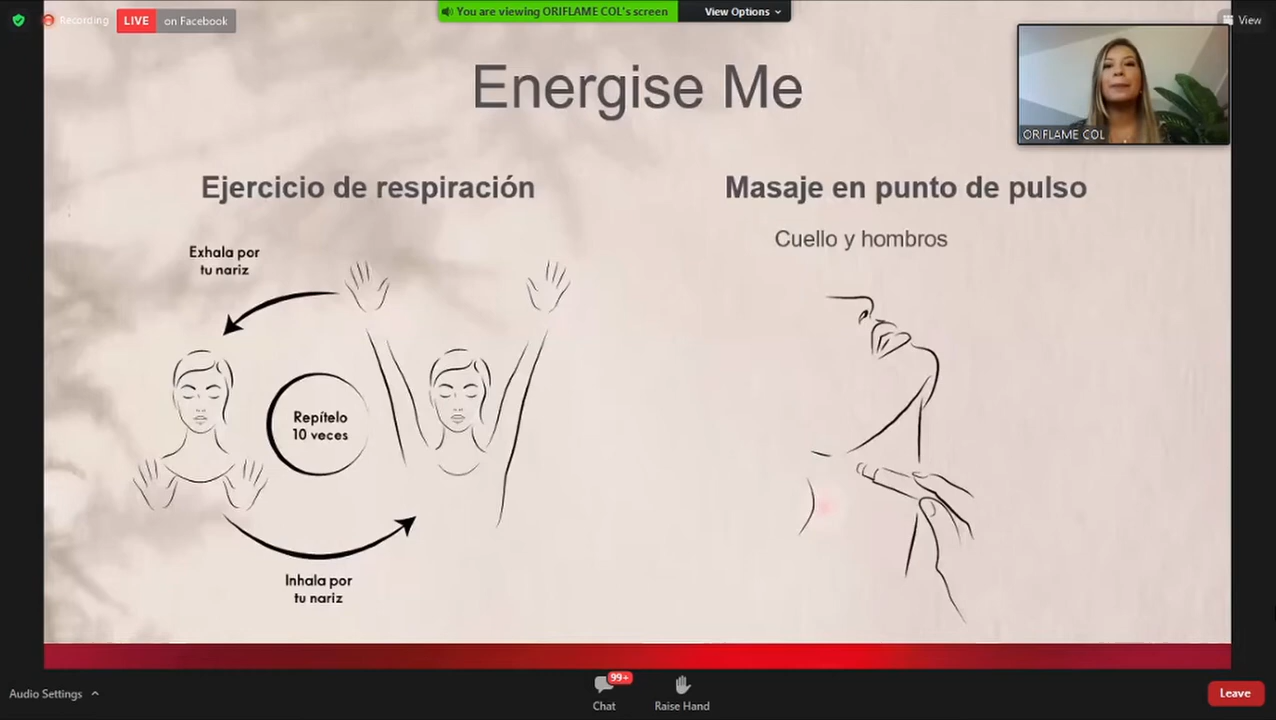 Recording
LIVE on Facebook
You are viewing ORIFLAME COL's screen
View Options
View
Energise Me
ORIFLAME COL
Ejercicio de respiración
Masaje en punto de pulso
Cuello y hombros
Exhala por
tu nariz
Repítelo
10 veces
Inhala por
tu nariz
Audio Settings
99+
Chat
Raise Hand
Leave